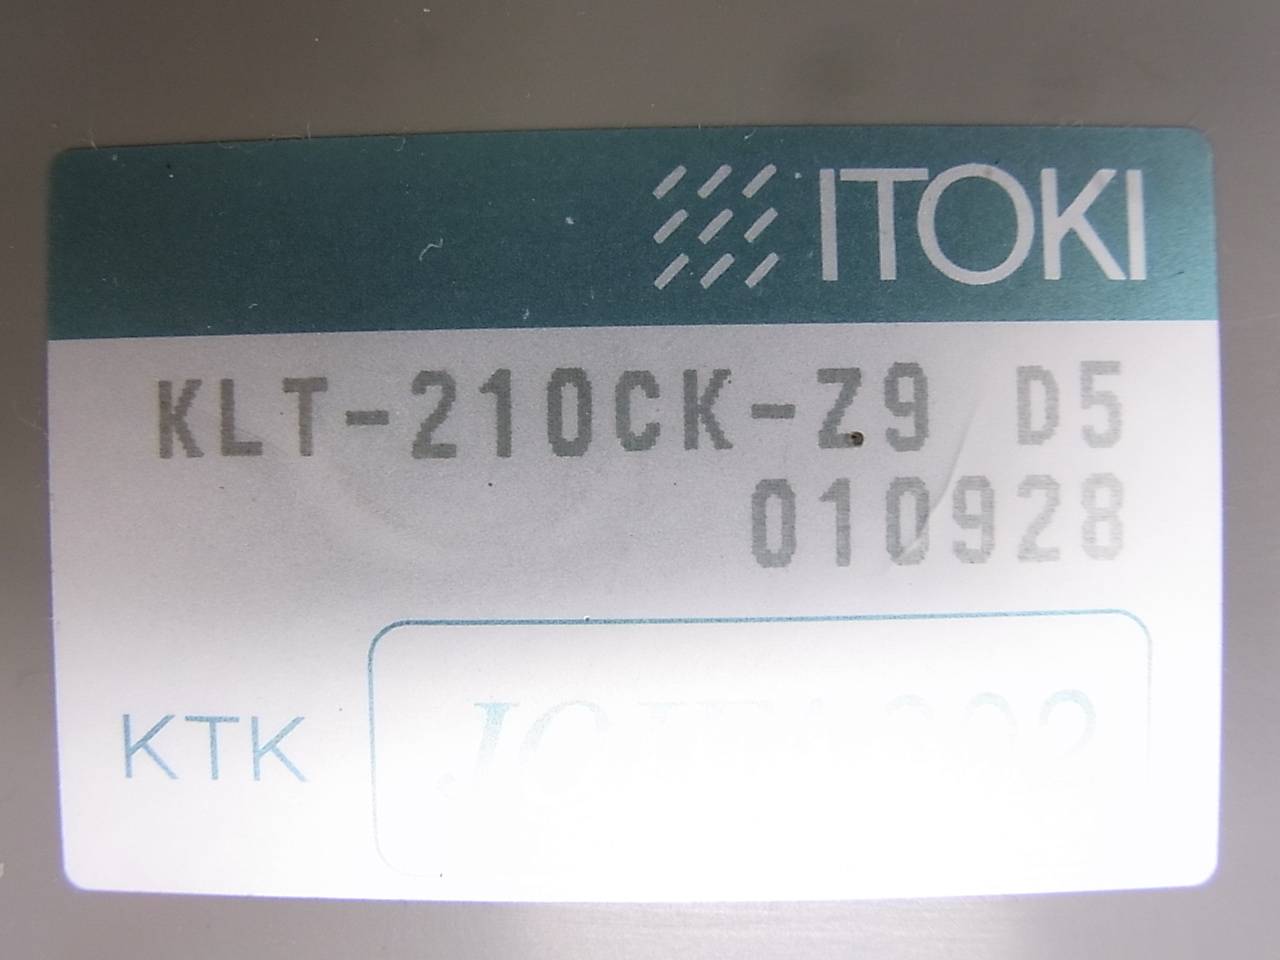 ITOKI
KLT-210CK-Z9 D5
010928
KTK